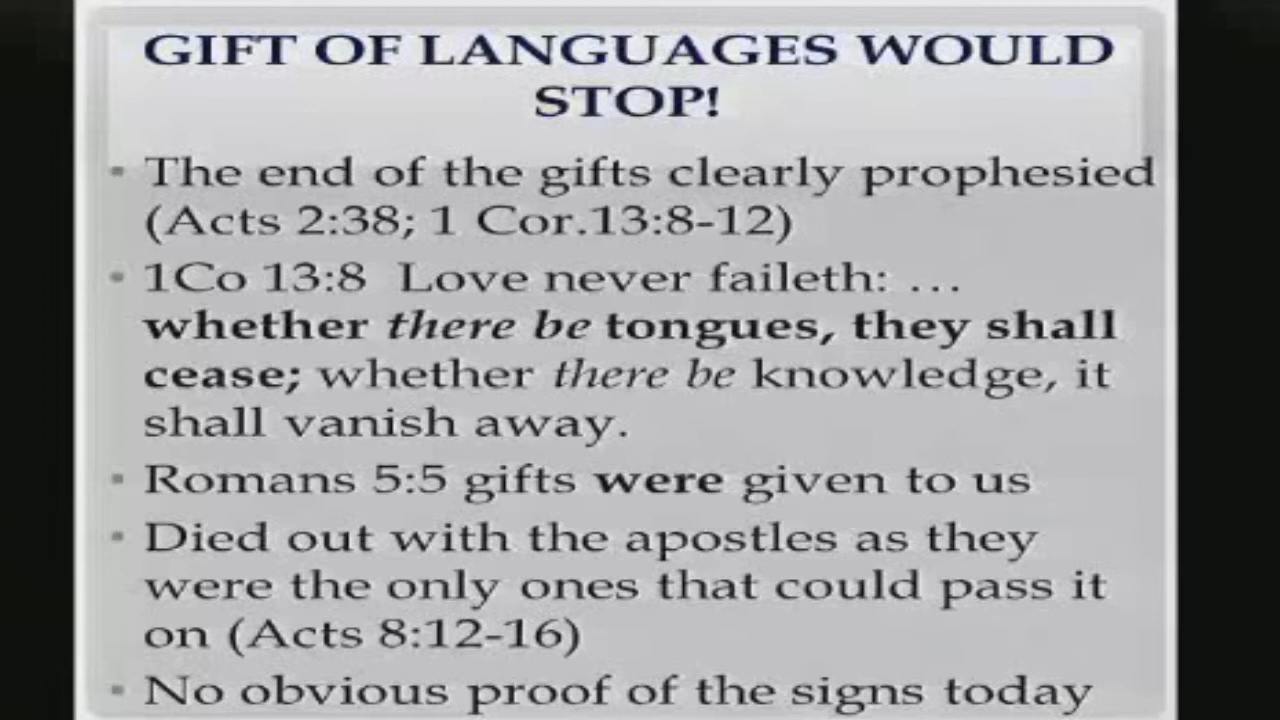 GIFT OF LANGUAGES WOULD
STOP!
▪ The end of the gifts clearly prophesied
(Acts 2:38; 1 Cor.13:8-12)
▪ 1Co 13:8  Love never faileth: …
whether there be tongues, they shall
cease; whether there be knowledge, it
shall vanish away.
▪ Romans 5:5 gifts were given to us
▪ Died out with the apostles as they
were the only ones that could pass it
on (Acts 8:12-16)
▪ No obvious proof of the signs today